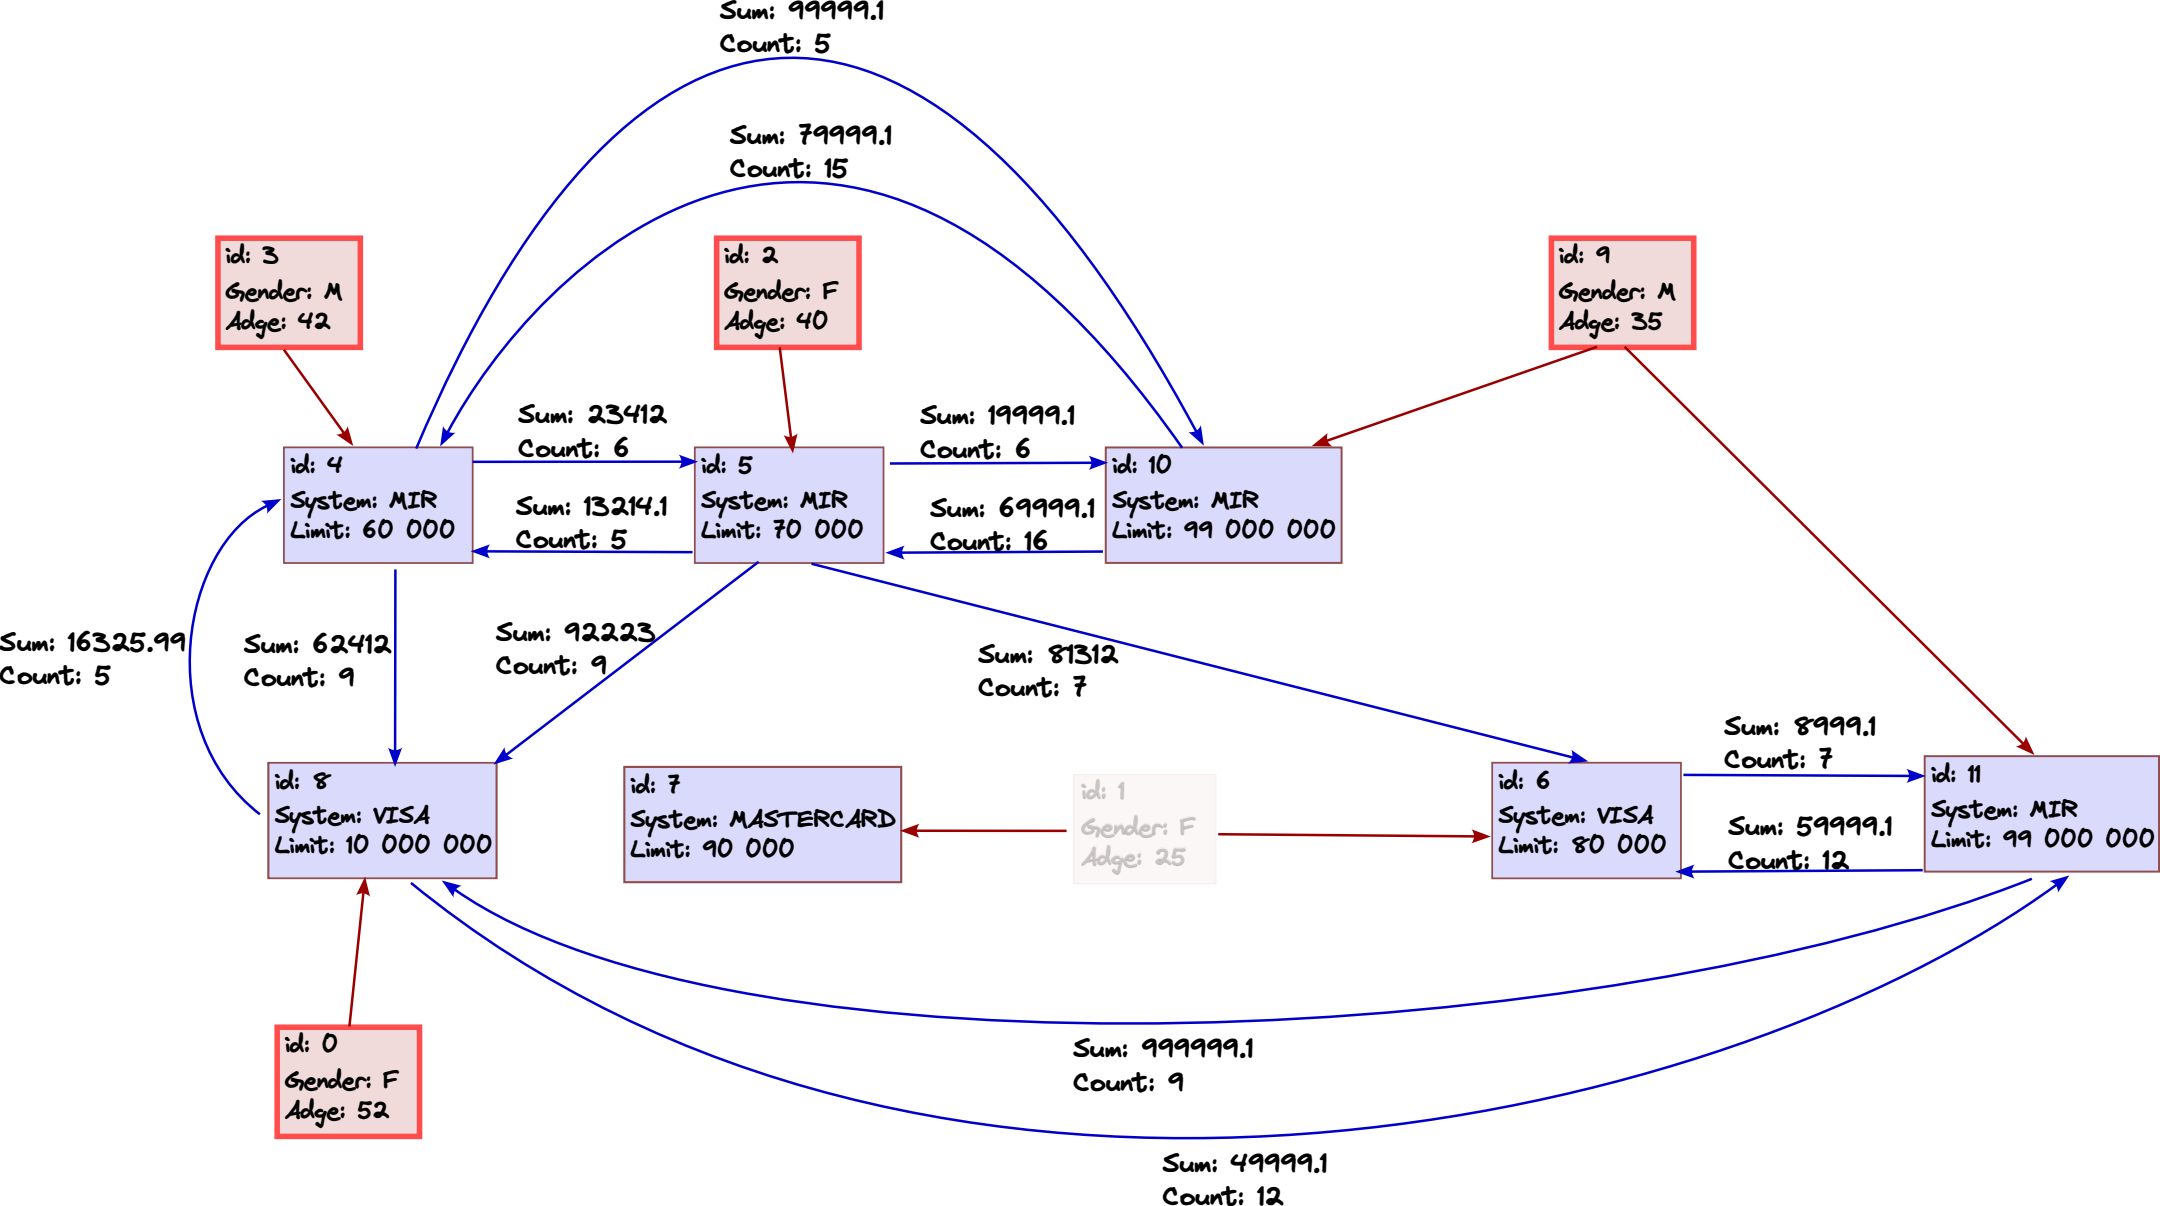 Sum: 99999.1
Count: 5
Sum: 79999.1
Count: 15
id: 3
Gender: M
Adge: 42
id: 2
Gender: F
Adge: 40
id: 9
Gender: M
Adge: 35
Sum: 23412
Count: 6
Sum: 19999.1
Count: 6
id: 4
System: MIR
Limit: 60 000
Sum: 13214.1
Count: 5
id: 5
System: MIR
Limit: 70 000
Sum: 69999.1
Count: 16
id: 10
System: MIR
Limit: 99 000 000
Sum: 16325.99
Count: 5
Sum: 62412
Count: 9
Sum: 92223
Count: 9
Sum: 81312
Count: 7
Sum: 8999.1
Count: 7
id: 8
System: VISA
Limit: 10 000 000
id: 7
System: MASTERCARD
Limit: 90 000
id: 1
Gender: F
Adge: 25
id: 6
System: VISA
Limit: 80 000
Sum: 59999.1
Count: 12
id: 11
System: MIR
Limit: 99 000 000
id: 0
Gender: F
Adge: 52
Sum: 999999.1
Count: 9
Sum: 49999.1
Count: 12